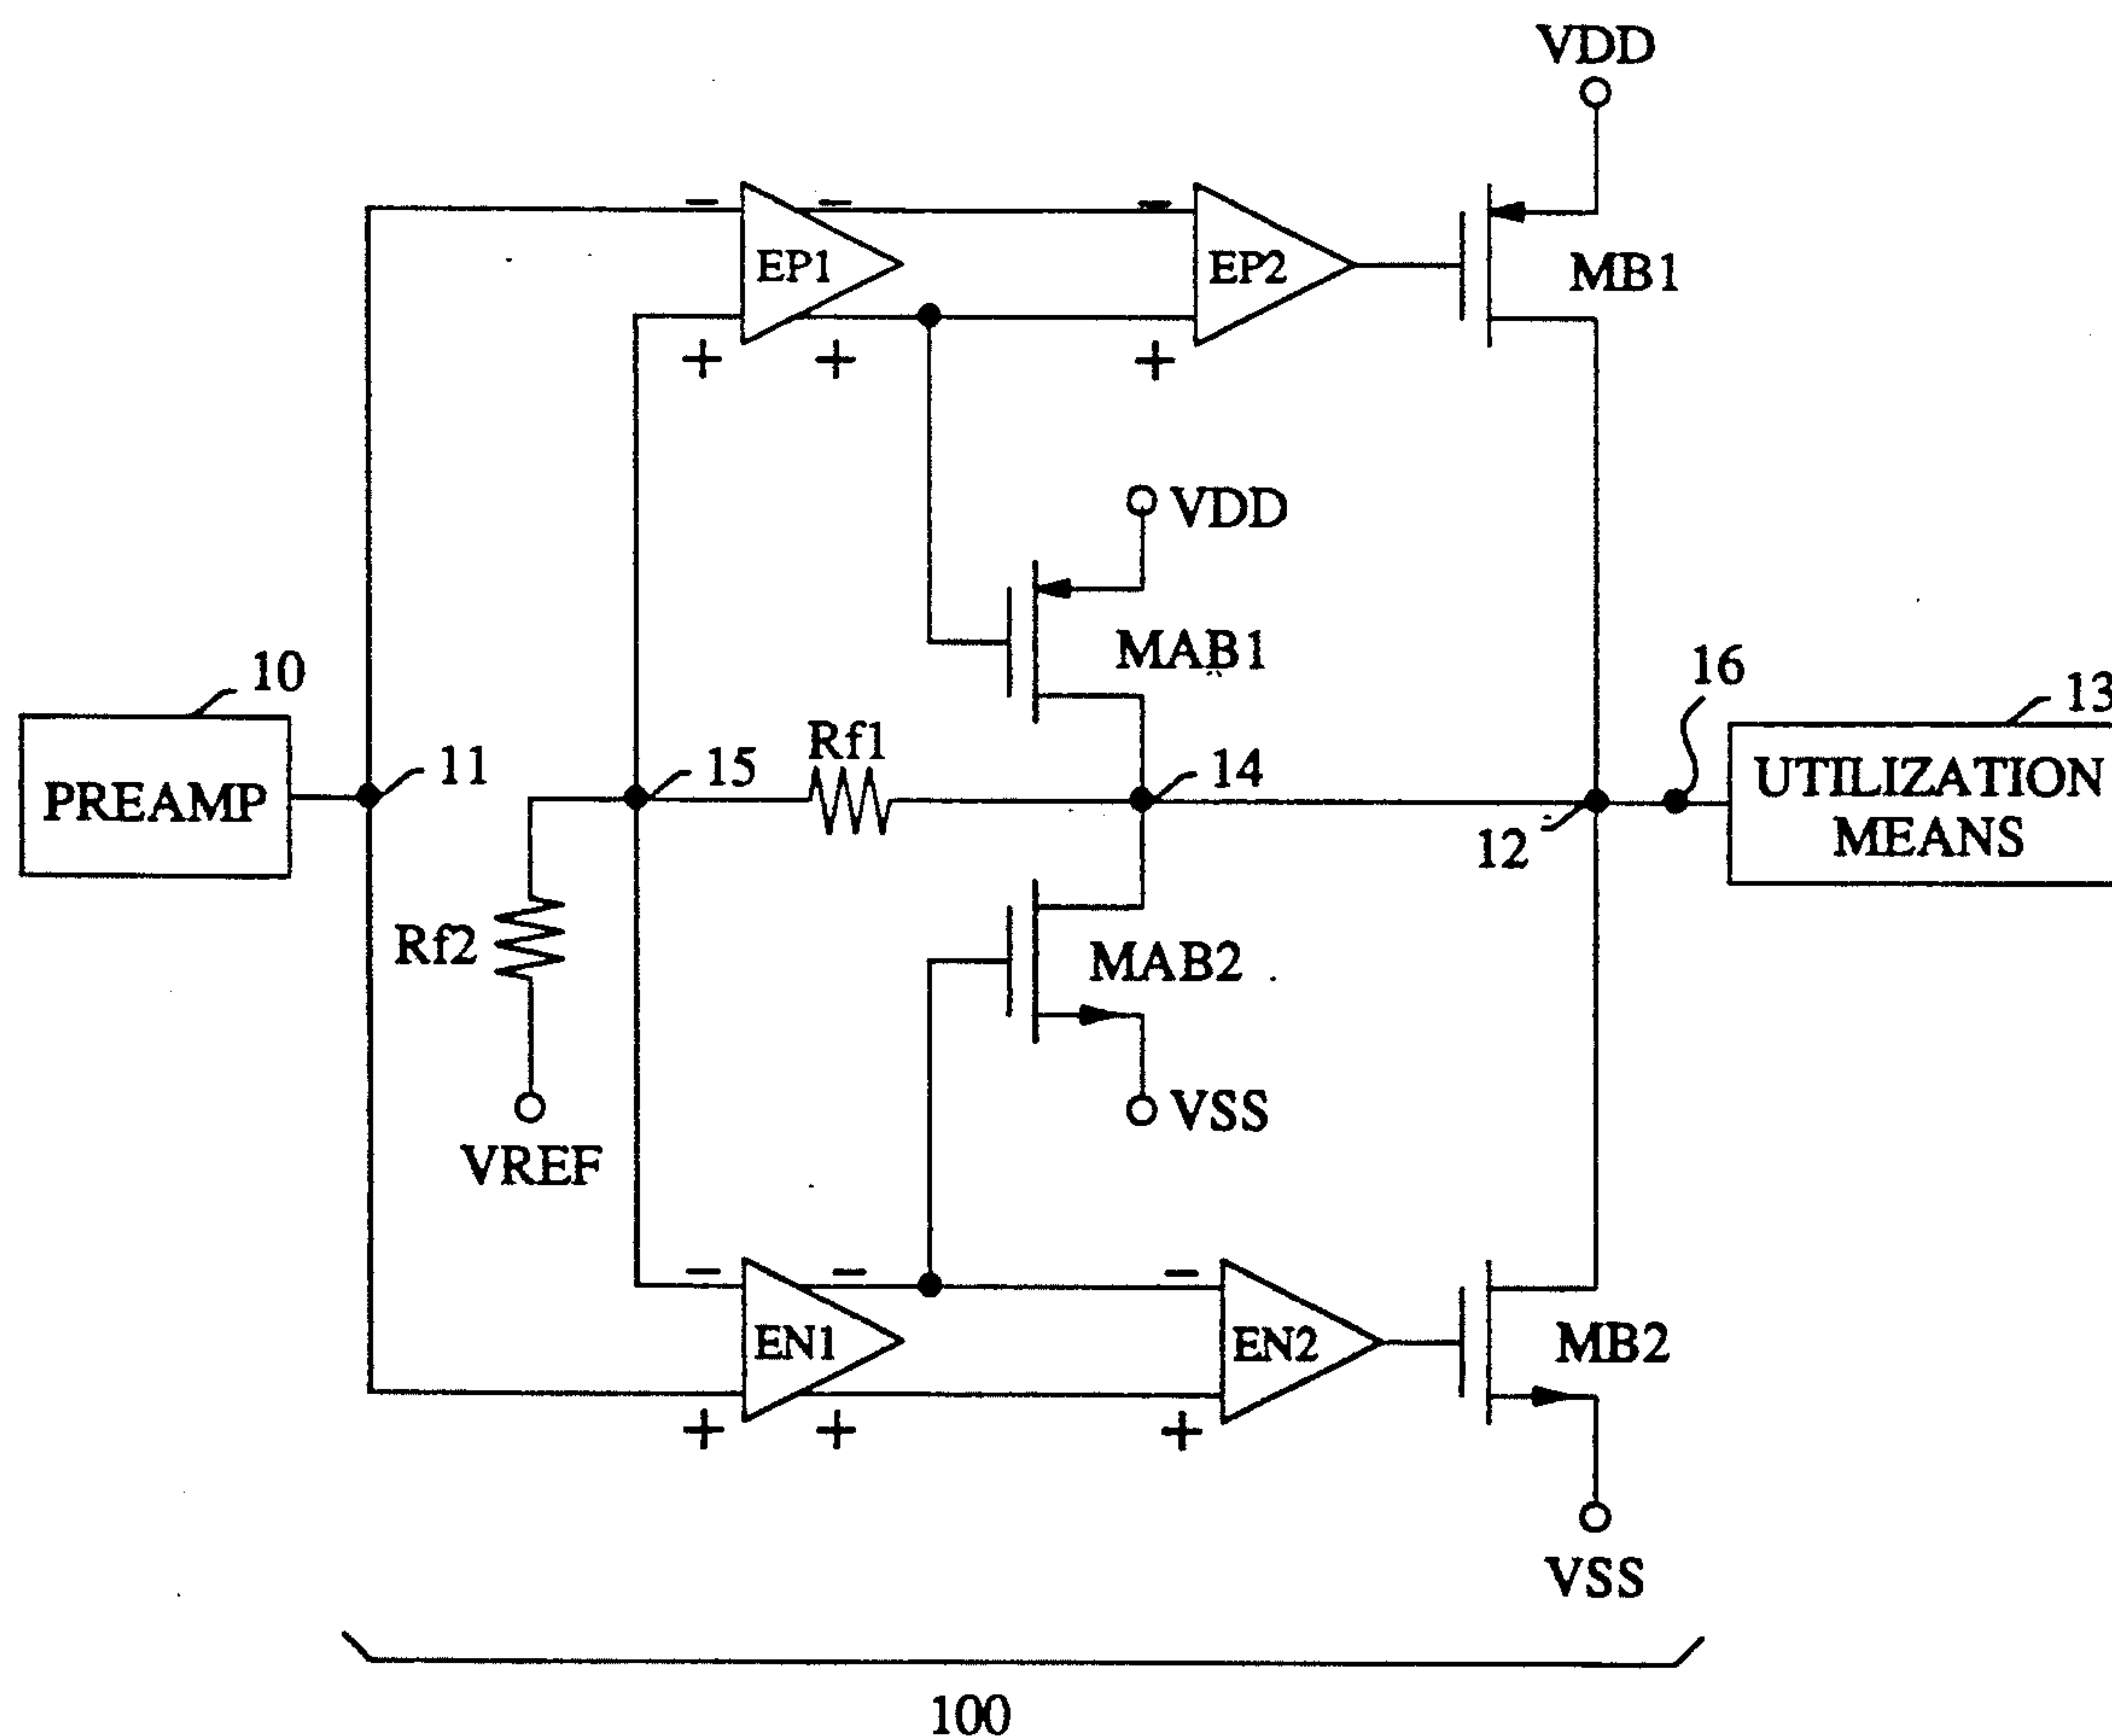 VDD
- - -
EP1 EP2
MB1
+ + +
VDD
MAB1
10 16 13
Rf1
11 15 14
PREAMP
UTILIZATION
MEANS
12
Rf2
MAB2
VSS
VREF
- - -
EN1 EN2
MB2
+ + +
VSS
100